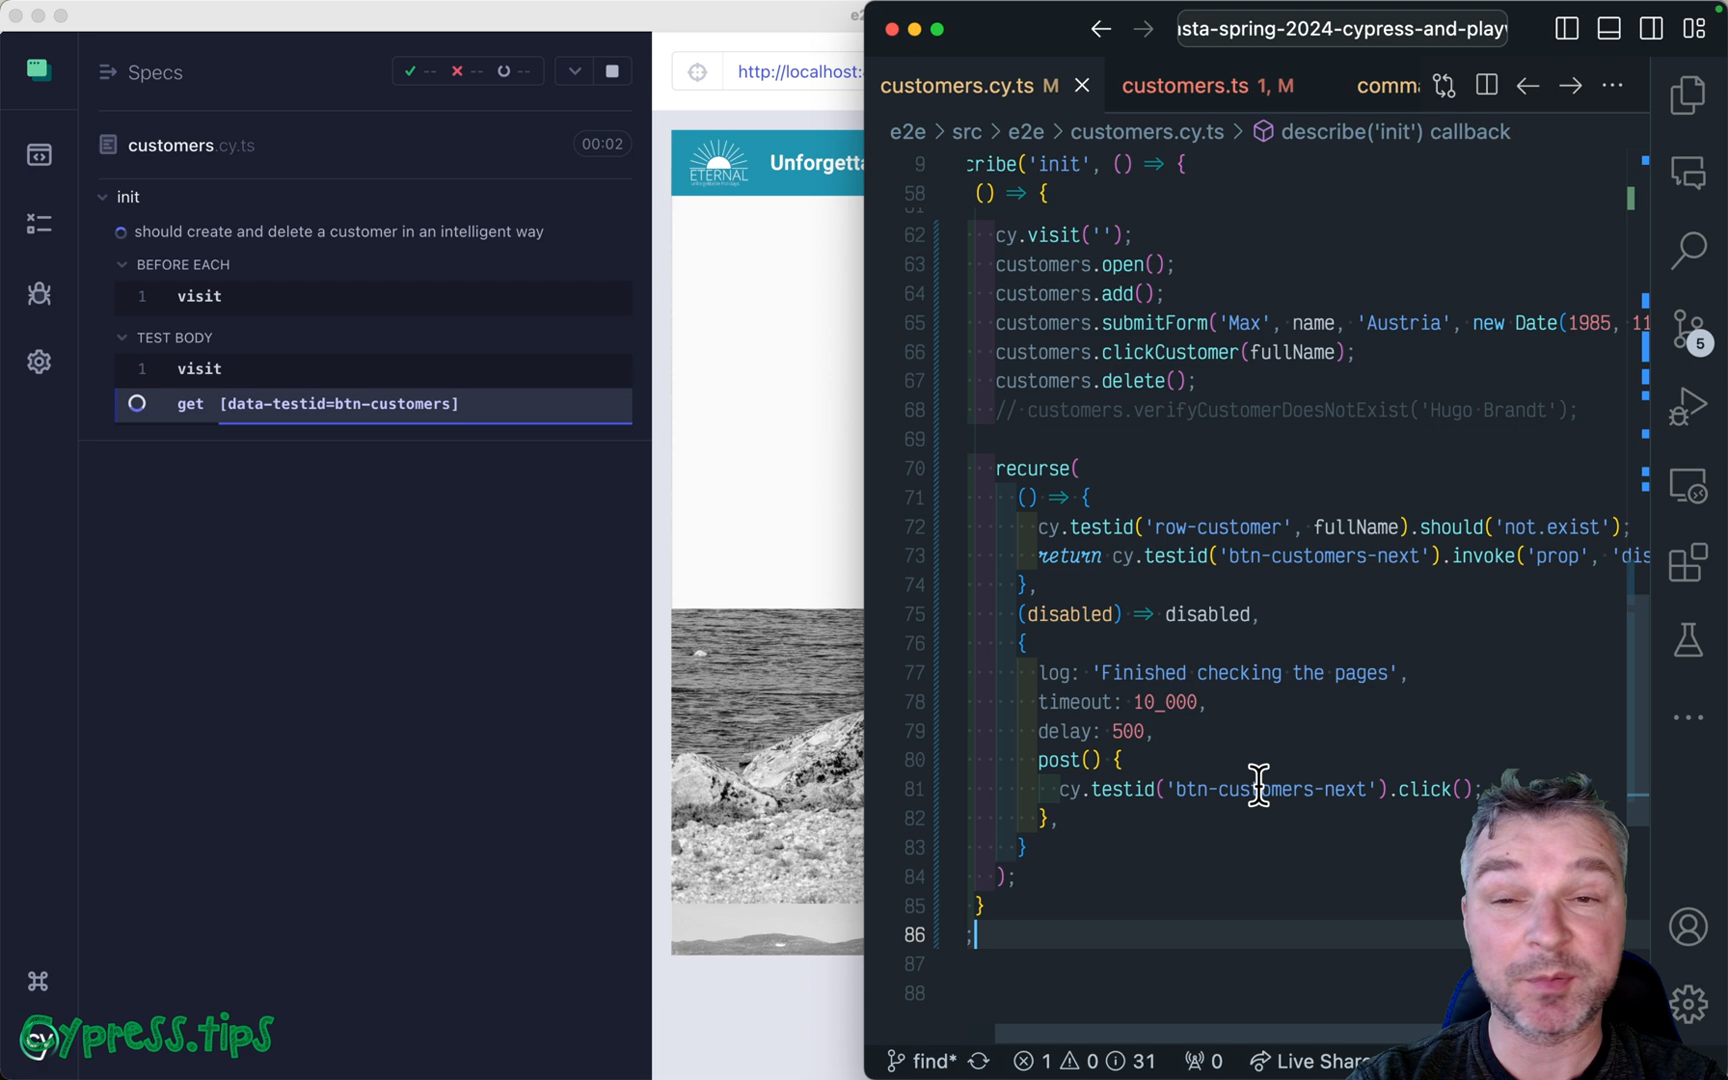 Specs
-- -- --
customers.cy.ts
00:02
init
should create and delete a customer in an intelligent way
BEFORE EACH
1 visit
TEST BODY
1 visit
get [data-testid=btn-customers]
Cypress.tips
http://localhost:
ETERNAL
Unforgetta
sta-spring-2024-cypress-and-play
customers.cy.ts M
customers.ts 1, M
comma
e2e > src > e2e > customers.cy.ts > describe('init') callback
9 cribe('init', () => {
58 () => {
62 cy.visit('');
63 customers.open();
64 customers.add();
65 customers.submitForm('Max', name, 'Austria', new Date(1985, 11
66 customers.clickCustomer(fullName);
67 customers.delete();
68 // customers.verifyCustomerDoesNotExist('Hugo Brandt');
69
70 recurse(
71 () => {
72 cy.testid('row-customer', fullName).should('not.exist');
73 return cy.testid('btn-customers-next').invoke('prop', 'dis
74 },
75 (disabled) => disabled,
76 {
77 log: 'Finished checking the pages',
78 timeout: 10_000,
79 delay: 500,
80 post() {
81 cy.testid('btn-customers-next').click();
82 },
83 }
84 );
85 }
86 ;
87
88
5
find* 1 0 31 0 Live Share